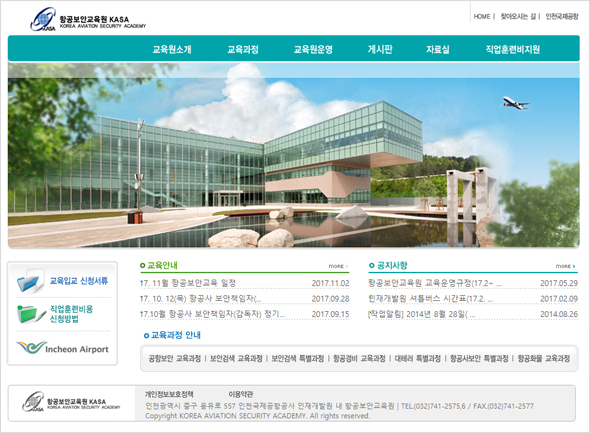 항공보안교육원 KASA
KOREA AVIATION SECURITY ACADEMY
KASA
HOME | 찾아오시는 길 | 인천국제공항
교육원소개 교육과정 교육원운영 게시판 자료실 직업훈련비지원
교육입교 신청서류
직업훈련비용
신청방법
Incheon Airport
교육안내 MORE
17. 11월 항공보안교육 일정 2017.11.02
17. 10. 12(목) 항공사 보안책임자(... 2017.09.28
17.10월 항공사 보안책임자(감독자) 정기... 2017.09.15
공지사항 MORE
항공보안교육원 교육운영규정(17.2~ ... 2017.05.29
인재개발원 셔틀버스 시간표(17.2. ... 2017.02.09
[작업알림] 2014년 8월 28일( ... 2014.08.26
교육과정 안내
공항보안 교육과정 | 보안검색 교육과정 | 보안검색 특별과정 | 항공경비 교육과정 | 대테러 특별과정 | 항공사보안 특별과정 | 항공화물 교육과정
항공보안교육원 KASA
KOREA AVIATION SECURITY ACADEMY
KASA
개인정보보호정책 이용약관
인천광역시 중구 용유로 557 인천국제공항공사 인재개발원 내 항공보안교육원 | TEL.(032)741-2575,6 / FAX.(032)741-2577
Copyright KOREA AVIATION SECURITY ACADEMY. All rights reserved.